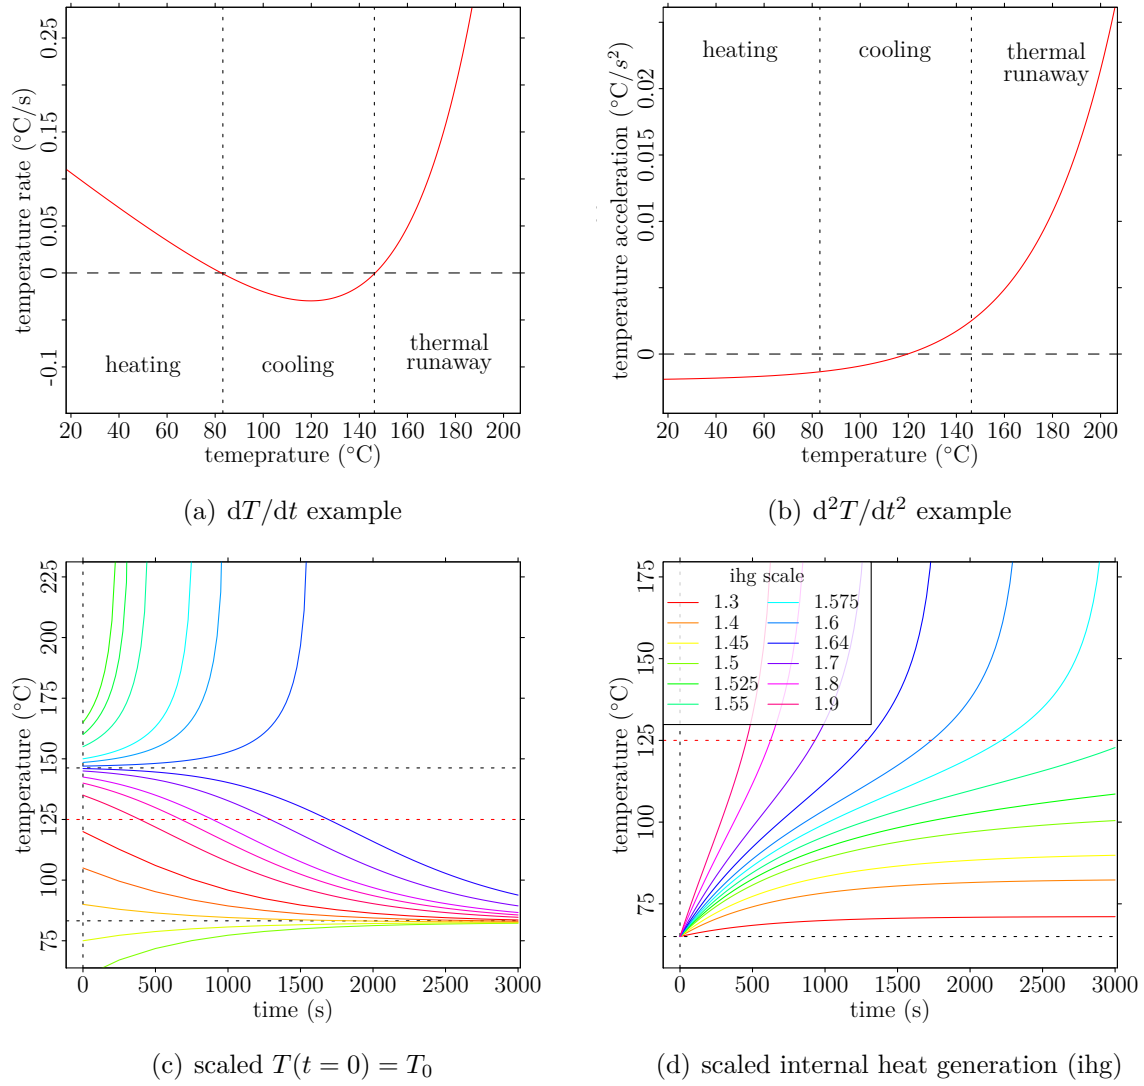 0.25
0.15
0.05
0
-0.1
temperature rate (°C/s)
heating
cooling
thermal
runaway
20 40 60 80 100 120 140 160 180 200
temeprature (°C)
(a) dT/dt example
0.02
0.015
0.01
0
temperature acceleration (°C/s²)
heating
cooling
thermal
runaway
20 40 60 80 100 120 140 160 180 200
temperature (°C)
(b) d²T/dt² example
225
200
175
150
125
100
75
temperature (°C)
0 500 1000 1500 2000 2500 3000
time (s)
(c) scaled T(t = 0) = T₀
175
150
125
100
75
temperature (°C)
ihg scale
1.3 1.575
1.4 1.6
1.45 1.64
1.5 1.7
1.525 1.8
1.55 1.9
0 500 1000 1500 2000 2500 3000
time (s)
(d) scaled internal heat generation (ihg)